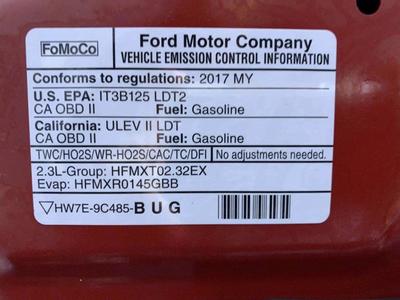 FoMoCo
Ford Motor Company
VEHICLE EMISSION CONTROL INFORMATION
Conforms to regulations: 2017 MY
U.S. EPA: IT3B125 LDT2
CA OBD II Fuel: Gasoline
California: ULEV II LDT
CA OBD II Fuel: Gasoline
TWC/HO2S/WR-HO2S/CAC/TC/DFI No adjustments needed.
2.3L-Group: HFMXT02.32EX
Evap: HFMXR0145GBB
HW7E-9C485-BUG